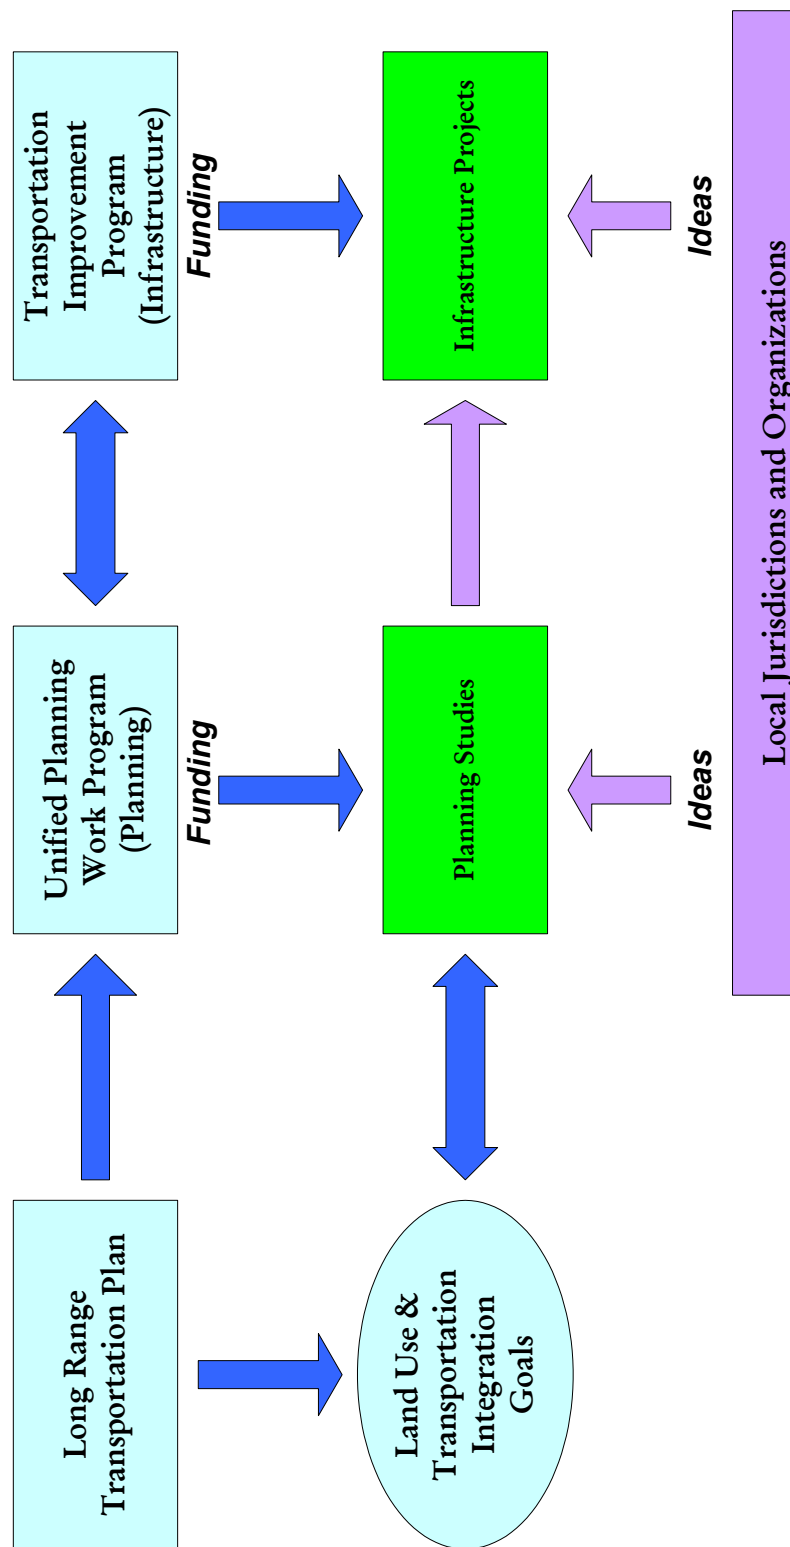 Long Range
Transportation Plan
Unified Planning
Work Program
(Planning)
Transportation
Improvement
Program
(Infrastructure)
Funding
Funding
Land Use &
Transportation
Integration
Goals
Planning Studies
Infrastructure Projects
Ideas
Ideas
Local Jurisdictions and Organizations